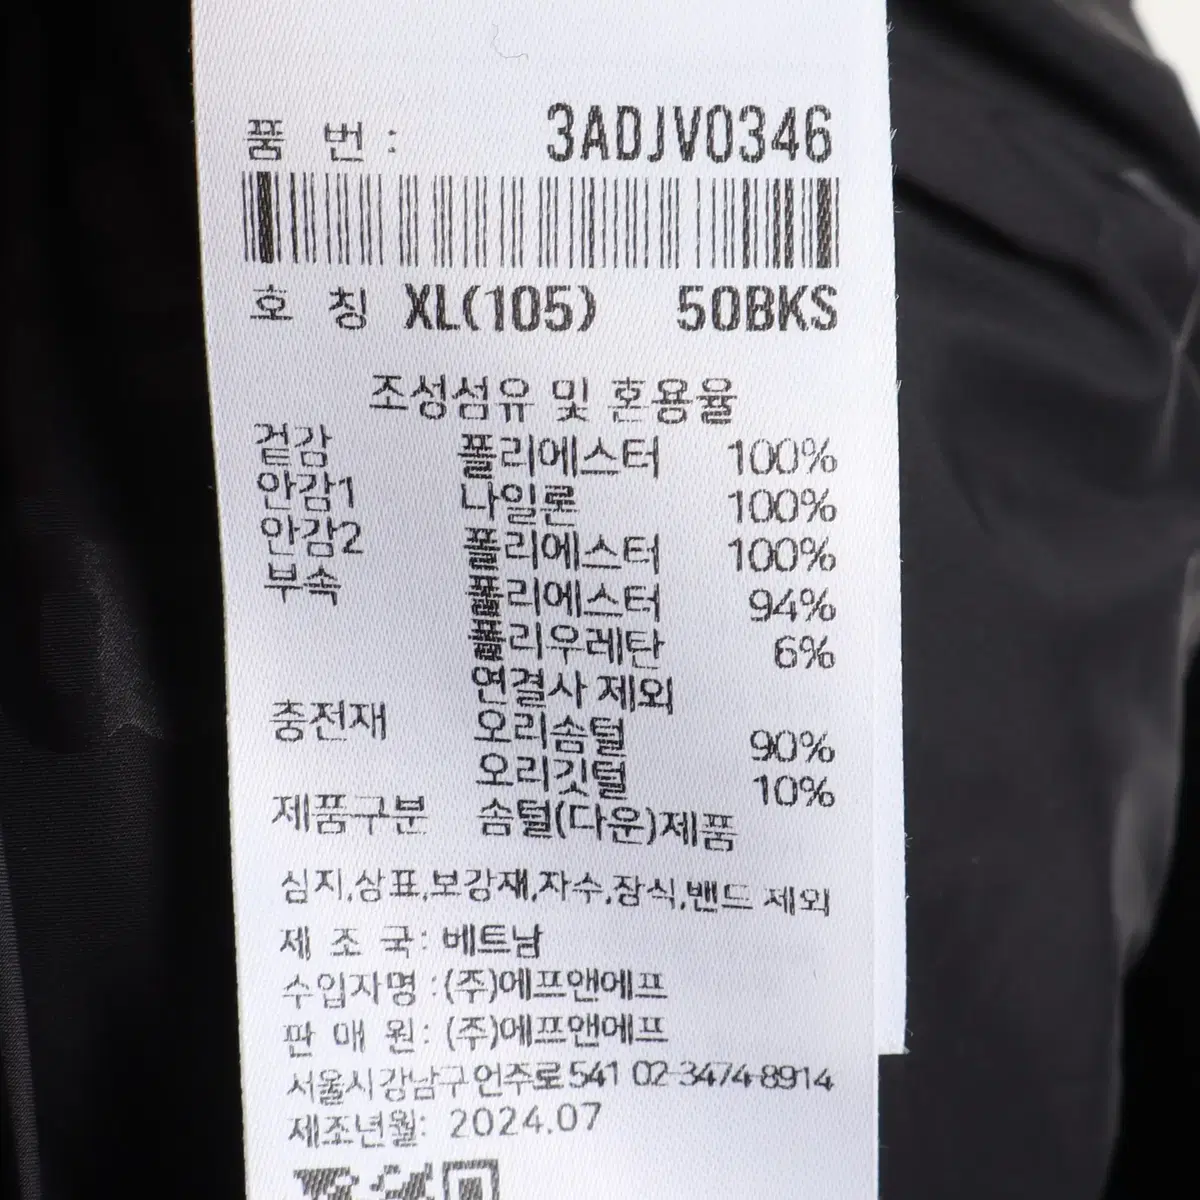 품 번 : 3ADJV0346
호 칭 XL(105) 50BKS
조성섬유 및 혼용율
겉감 폴리에스터 100%
안감1 나일론 100%
안감2 폴리에스터 100%
부속 폴리에스터 94%
폴리우레탄 6%
연결사 제외
충전재 오리솜털 90%
오리깃털 10%
제품구분 솜털(다운)제품
심지,상표,보강재,자수,장식,밴드 제외
제 조 국: 베트남
수입자명 :(주)에프앤에프
판 매 원: (주)에프앤에프
서울시강남구언주로541 02-3474-8914
제조년월: 2024.07